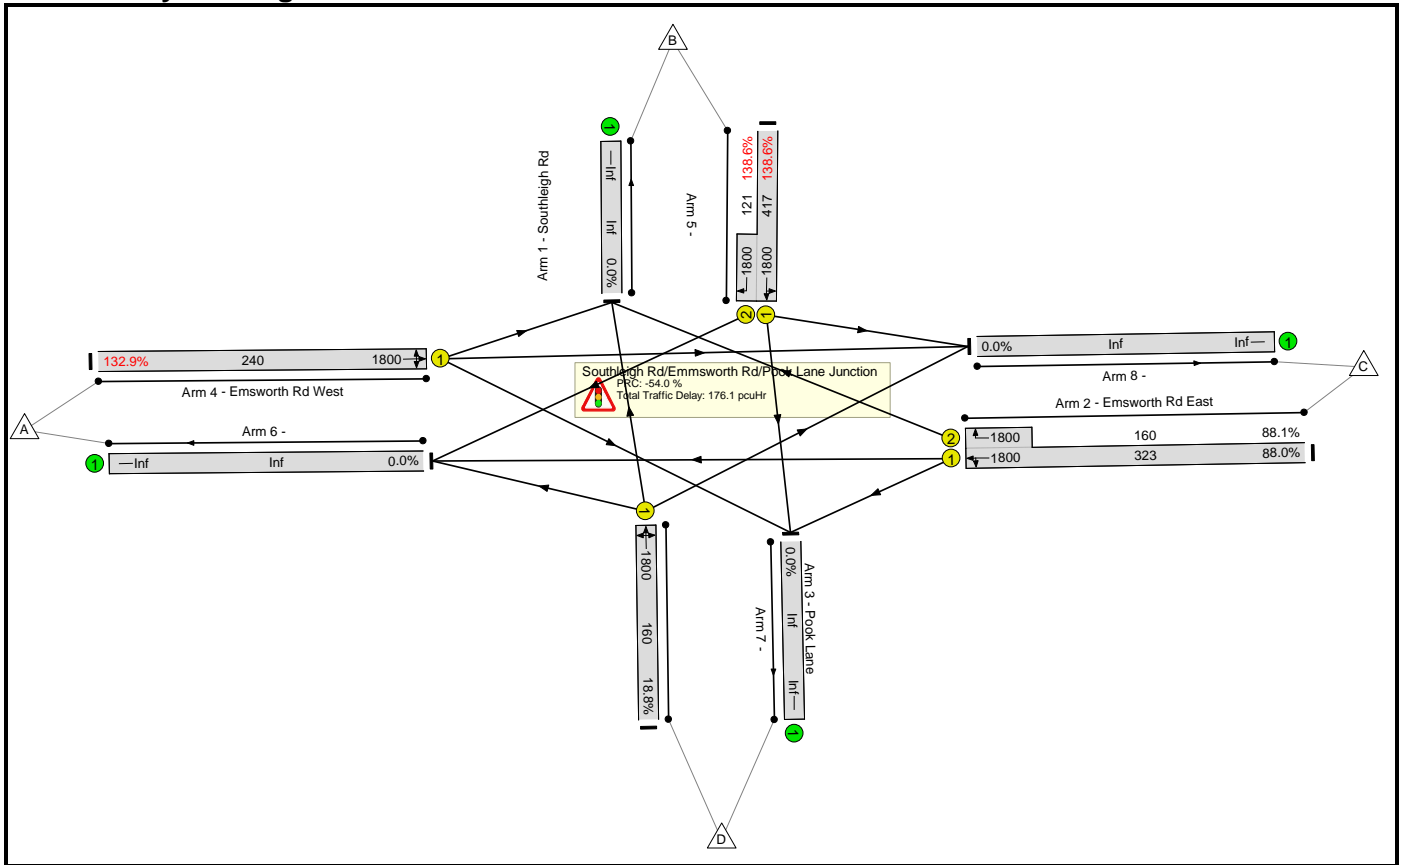 B
Arm 1 - Southleigh Rd
1
Inf
Inf
0.0%
Arm 5 -
121 138.6%
417 138.6%
1800
1800
2
1
132.9% 240 1800
1
Arm 4 - Emsworth Rd West
A
Arm 6 -
1
Inf Inf 0.0%
Southleigh Rd/Emmsworth Rd/Pook Lane Junction
PRC: -54.0 %
Total Traffic Delay: 176.1 pcuHr
0.0% Inf Inf
1
Arm 8 -
C
Arm 2 - Emsworth Rd East
2
1800 160 88.1%
1
1800 323 88.0%
1
1800
160
18.8%
Arm 7 -
0.0%
Inf
Inf
Arm 3 - Pook Lane
1
D